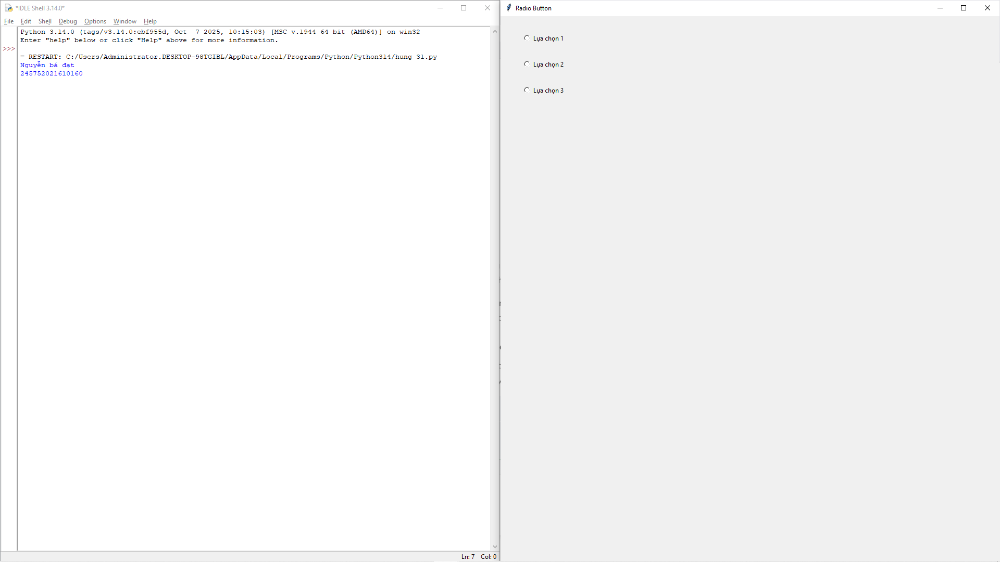 *IDLE Shell 3.14.0*
File Edit Shell Debug Options Window Help
Python 3.14.0 (tags/v3.14.0:ebf955d, Oct  7 2025, 10:15:03) [MSC v.1944 64 bit (AMD64)] on win32
Enter "help" below or click "Help" above for more information.
>>>
= RESTART: C:/Users/Administrator.DESKTOP-98TGIBL/AppData/Local/Programs/Python/Python314/hung 31.py
Nguyễn bá đạt
245752021610160
Ln: 7 Col: 0
Radio Button
Lựa chọn 1
Lựa chọn 2
Lựa chọn 3